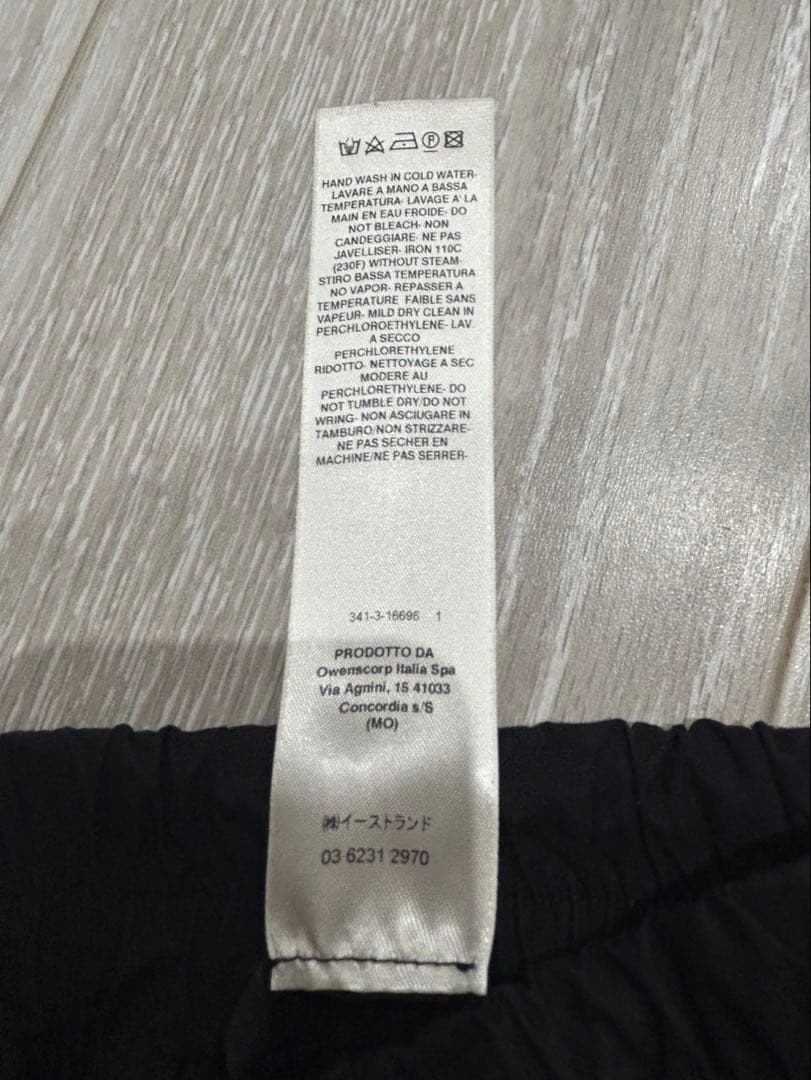 HAND WASH IN COLD WATER-
LAVARE A MANO A BASSA
TEMPERATURA- LAVAGE A' LA
MAIN EN EAU FROIDE- DO
NOT BLEACH- NON
CANDEGGIARE- NE PAS
JAVELLISER- IRON 110C
(230F) WITHOUT STEAM-
STIRO BASSA TEMPERATURA
NO VAPOR- REPASSER A
TEMPERATURE FAIBLE SANS
VAPEUR- MILD DRY CLEAN IN
PERCHLOROETHYLENE- LAV.
A SECCO
PERCHLORETHYLENE
RIDOTTO- NETTOYAGE A SEC
MODERE AU
PERCHLORETHYLENE- DO
NOT TUMBLE DRY/DO NOT
WRING- NON ASCIUGARE IN
TAMBURO/NON STRIZZARE-
NE PAS SECHER EN
MACHINE/NE PAS SERRER-
341-3-16696 1
PRODOTTO DA
Owenscorp Italia Spa
Via Agnini, 15 41033
Concordia s/S
(MO)
㈱イーストランド
03 6231 2970